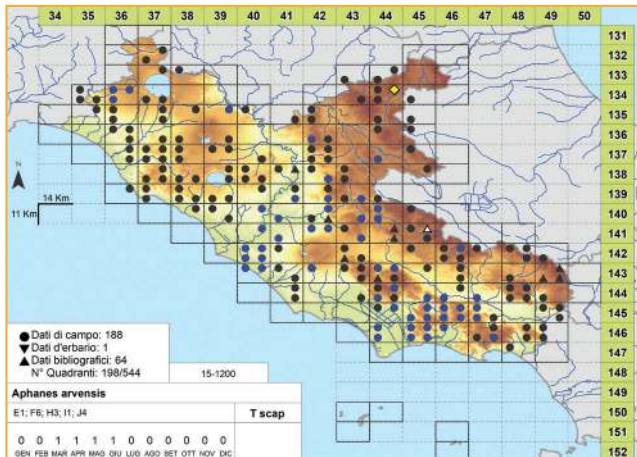 34 35 36 37 38 39 40 41 42 43 44 45 46 47 48 49 50
131
132
133
134
135
136
137
138
139
140
141
142
143
144
145
146
147
148
149
150
151
152
N
14 Km
11 Km
Dati di campo: 188
Dati d'erbario: 1
Dati bibliografici: 64
N° Quadranti: 198/544
15-1200
Aphanes arvensis
E1; F6; H3; I1; J4
T scap
0 0 1 1 1 1 0 0 0 0 0 0
GEN FEB MAR APR MAG GIU LUG AGO SET OTT NOV DIC